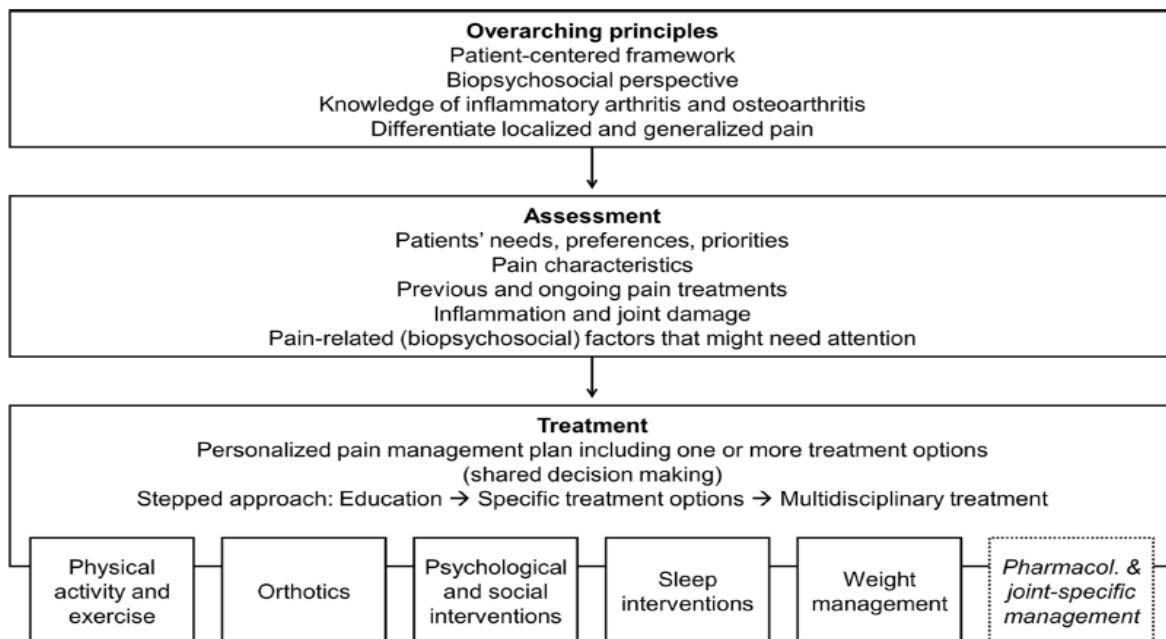 Overarching principles
Patient-centered framework
Biopsychosocial perspective
Knowledge of inflammatory arthritis and osteoarthritis
Differentiate localized and generalized pain
Assessment
Patients' needs, preferences, priorities
Pain characteristics
Previous and ongoing pain treatments
Inflammation and joint damage
Pain-related (biopsychosocial) factors that might need attention
Treatment
Personalized pain management plan including one or more treatment options
(shared decision making)
Stepped approach: Education → Specific treatment options → Multidisciplinary treatment
Physical
activity and
exercise
Orthotics
Psychological
and social
interventions
Sleep
interventions
Weight
management
Pharmacol. &
joint-specific
management